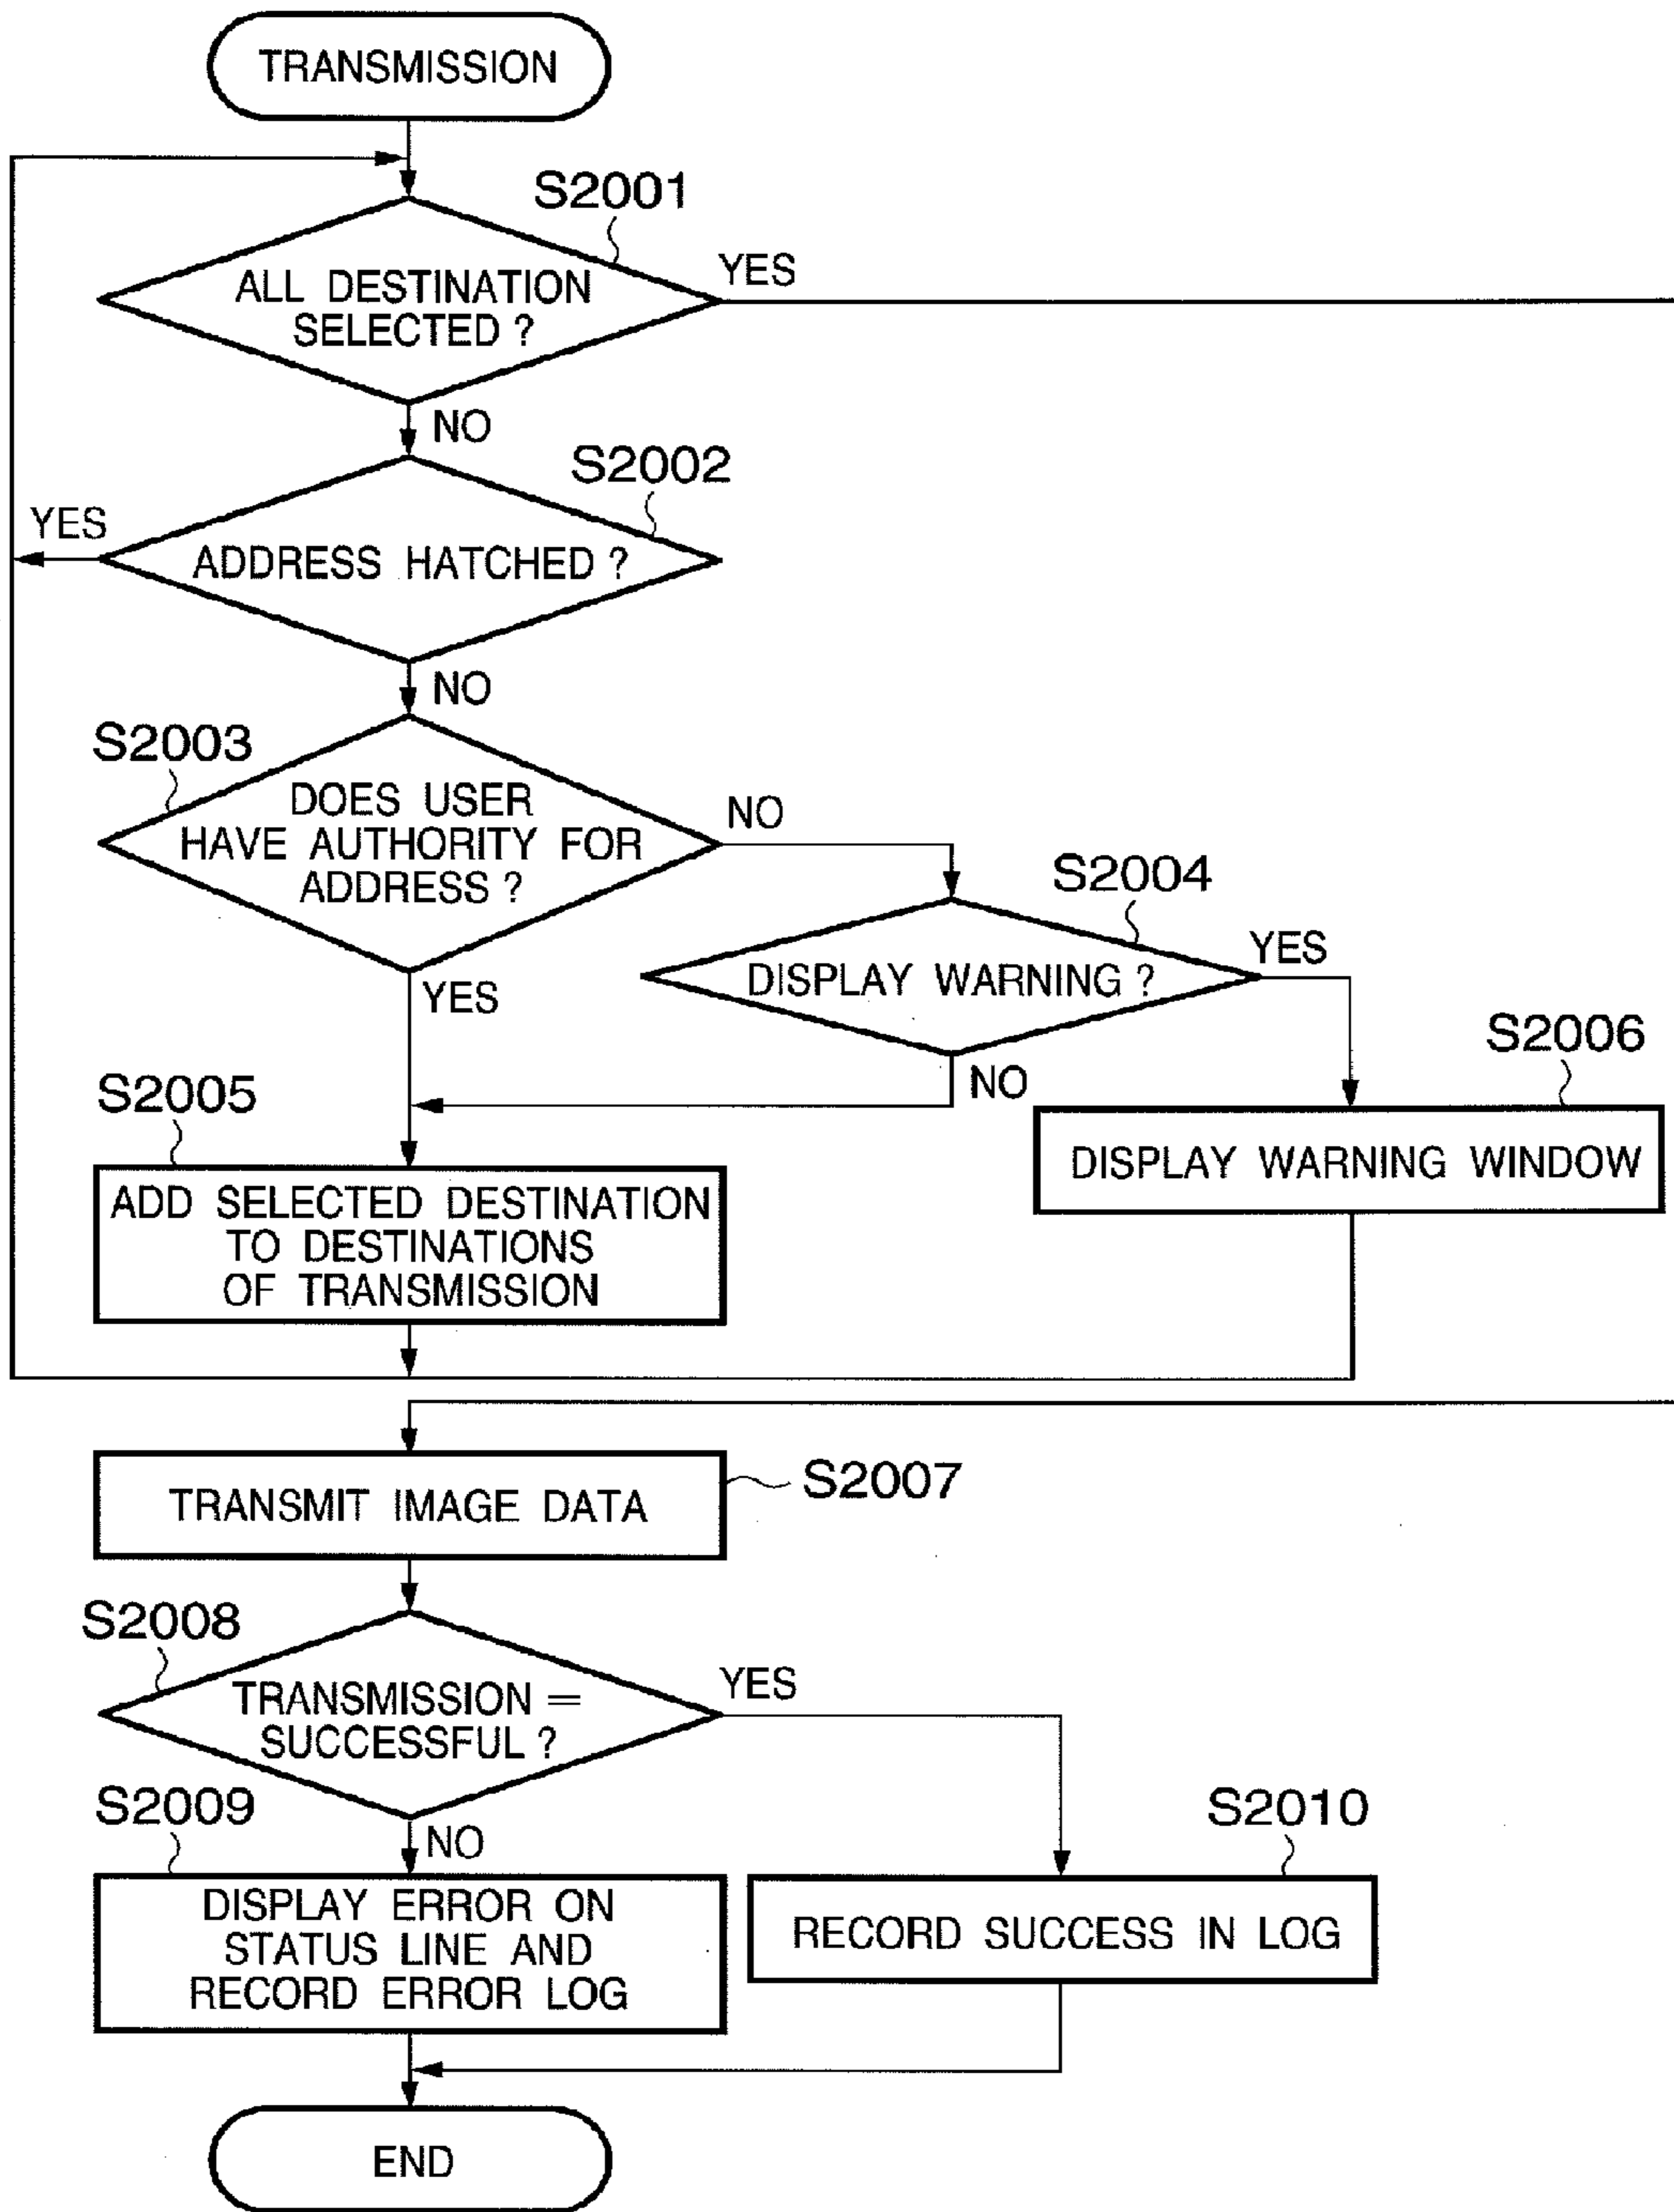 TRANSMISSION
S2001
ALL DESTINATION
SELECTED ?
YES
NO
S2002
YES
ADDRESS HATCHED ?
NO
S2003
DOES USER
HAVE AUTHORITY FOR
ADDRESS ?
NO
YES
S2004
DISPLAY WARNING ?
YES
NO
S2005
ADD SELECTED DESTINATION
TO DESTINATIONS
OF TRANSMISSION
S2006
DISPLAY WARNING WINDOW
TRANSMIT IMAGE DATA
S2007
S2008
TRANSMISSION =
SUCCESSFUL ?
YES
NO
S2009
DISPLAY ERROR ON
STATUS LINE AND
RECORD ERROR LOG
S2010
RECORD SUCCESS IN LOG
END